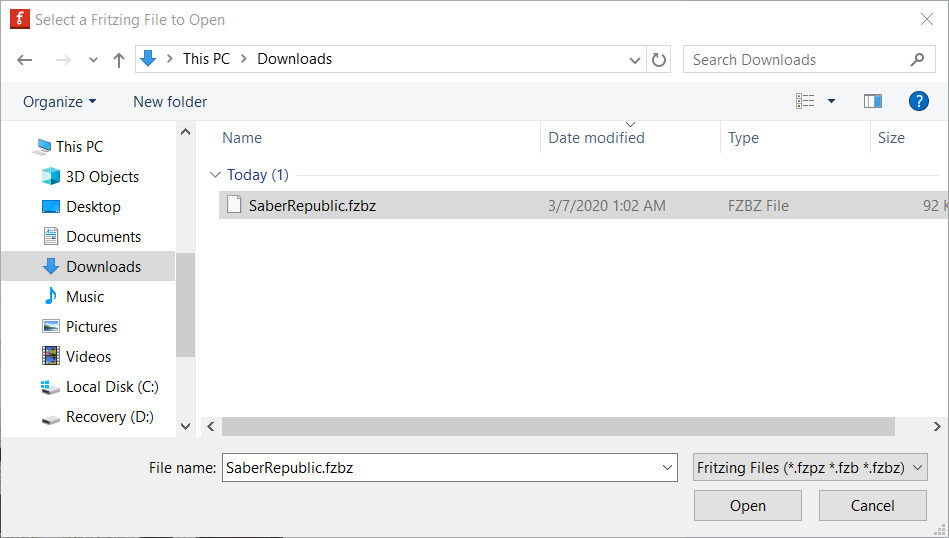 Select a Fritzing File to Open
This PC > Downloads
Search Downloads
Organize
New folder
?
Name
Date modified
Type
Size
This PC
3D Objects
Desktop
Documents
Downloads
Music
Pictures
Videos
Local Disk (C:)
Recovery (D:)
Today (1)
SaberRepublic.fzbz 3/7/2020 1:02 AM FZBZ File 92 K
File name: SaberRepublic.fzbz
Fritzing Files (*.fzpz *.fzb *.fzbz)
Open
Cancel